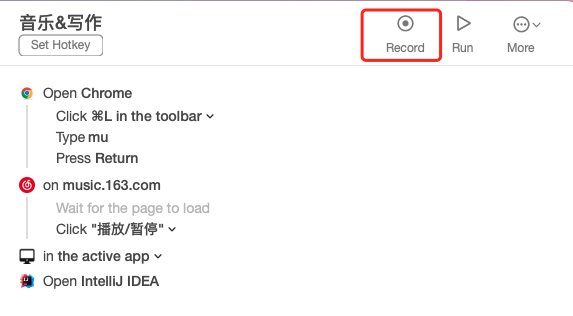 音乐&写作
Set Hotkey
Record
Run
More
Open Chrome
Click ⌘L in the toolbar
Type mu
Press Return
on music.163.com
Wait for the page to load
Click "播放/暂停"
in the active app
Open IntelliJ IDEA